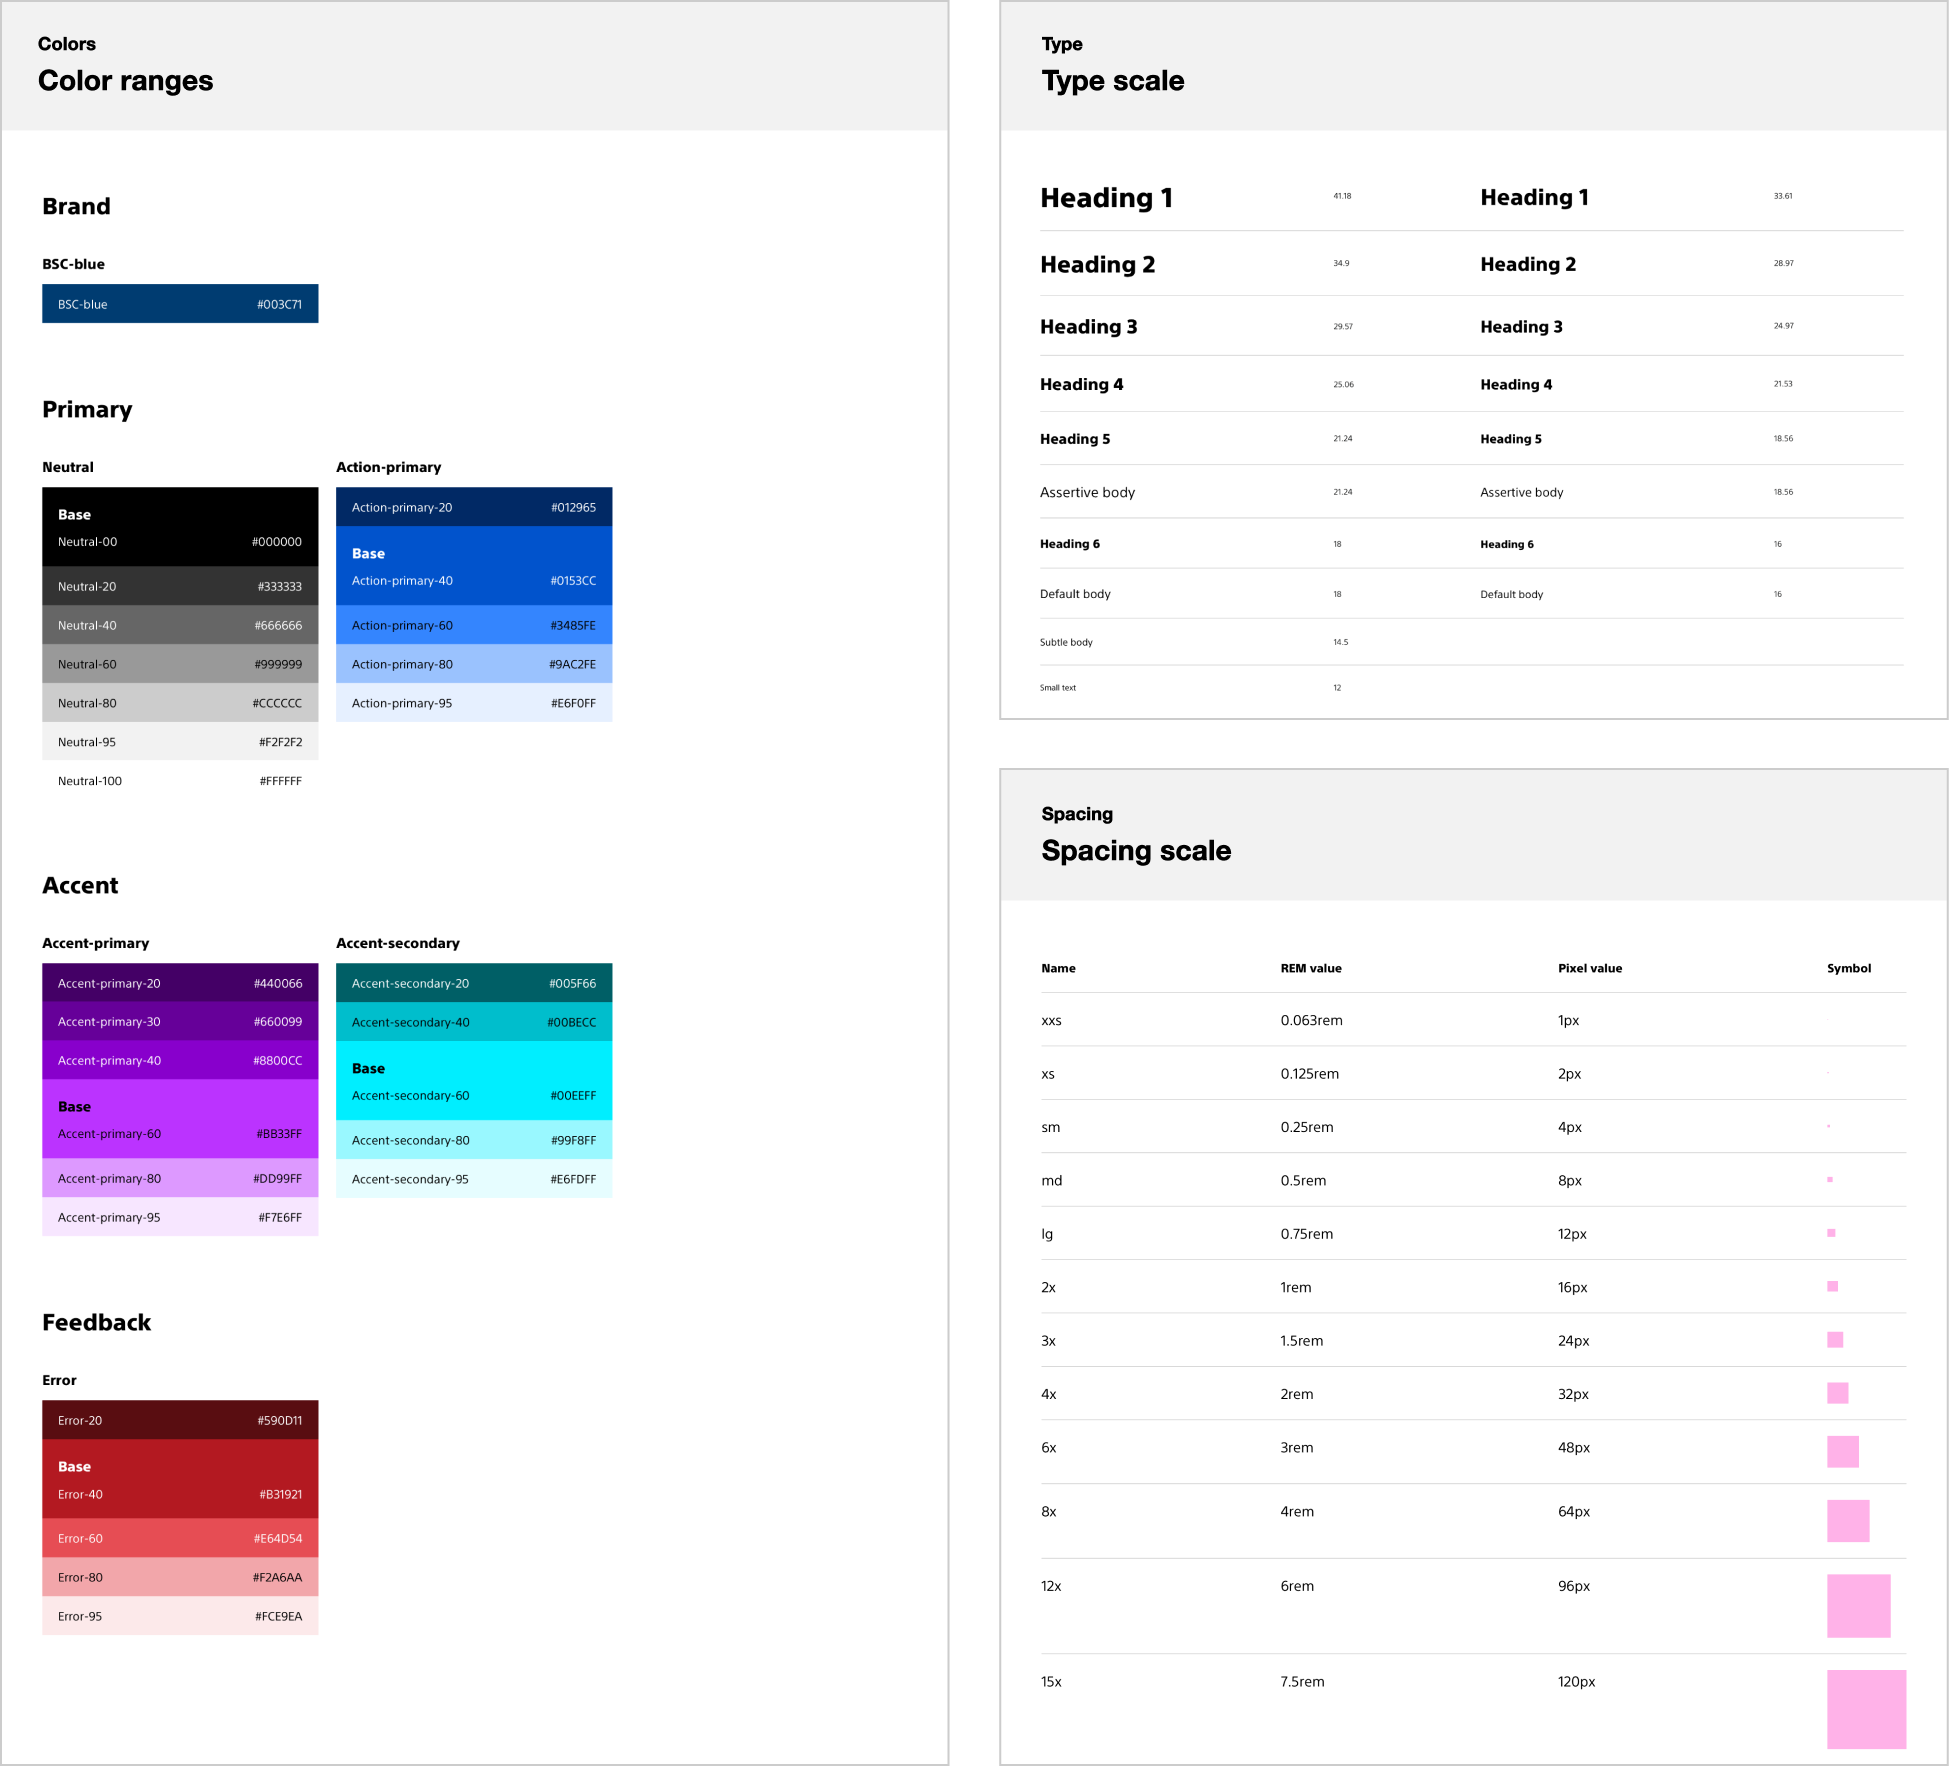 Colors
Color ranges
Brand
BSC-blue
BSC-blue #003C71
Primary
Neutral
Base
Neutral-00 #000000
Neutral-20 #333333
Neutral-40 #666666
Neutral-60 #999999
Neutral-80 #CCCCCC
Neutral-95 #F2F2F2
Neutral-100 #FFFFFF
Action-primary
Action-primary-20 #012965
Base
Action-primary-40 #0153CC
Action-primary-60 #3485FE
Action-primary-80 #9AC2FE
Action-primary-95 #E6F0FF
Accent
Accent-primary
Accent-primary-20 #440066
Accent-primary-30 #660099
Accent-primary-40 #8800CC
Base
Accent-primary-60 #BB33FF
Accent-primary-80 #DD99FF
Accent-primary-95 #F7E6FF
Accent-secondary
Accent-secondary-20 #005F66
Accent-secondary-40 #00BECC
Base
Accent-secondary-60 #00EEFF
Accent-secondary-80 #99F8FF
Accent-secondary-95 #E6FDFF
Feedback
Error
Error-20 #590D11
Base
Error-40 #B31921
Error-60 #E64D54
Error-80 #F2A6AA
Error-95 #FCE9EA
Type
Type scale
Heading 1 41.18 Heading 1 33.61
Heading 2 34.9 Heading 2 28.97
Heading 3 29.57 Heading 3 24.97
Heading 4 25.06 Heading 4 21.53
Heading 5 21.24 Heading 5 18.56
Assertive body 21.24 Assertive body 18.56
Heading 6 18 Heading 6 16
Default body 18 Default body 16
Subtle body 14.5
Small text 12
Spacing
Spacing scale
Name REM value Pixel value Symbol
xxs 0.063rem 1px
xs 0.125rem 2px
sm 0.25rem 4px
md 0.5rem 8px
lg 0.75rem 12px
2x 1rem 16px
3x 1.5rem 24px
4x 2rem 32px
6x 3rem 48px
8x 4rem 64px
12x 6rem 96px
15x 7.5rem 120px